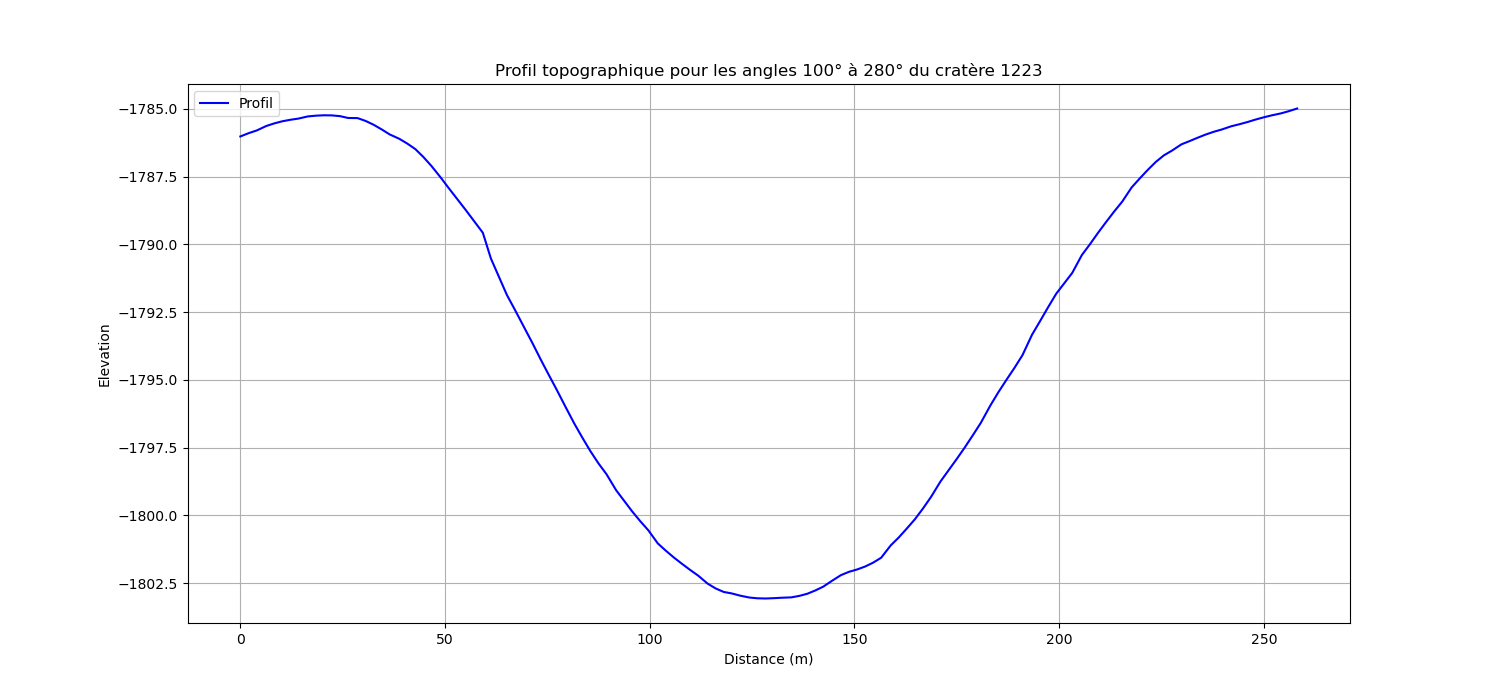 Profil topographique pour les angles 100° à 280° du cratère 1223
Profil
−1785.0
−1787.5
−1790.0
−1792.5
−1795.0
−1797.5
−1800.0
−1802.5
Elevation
0 50 100 150 200 250
Distance (m)